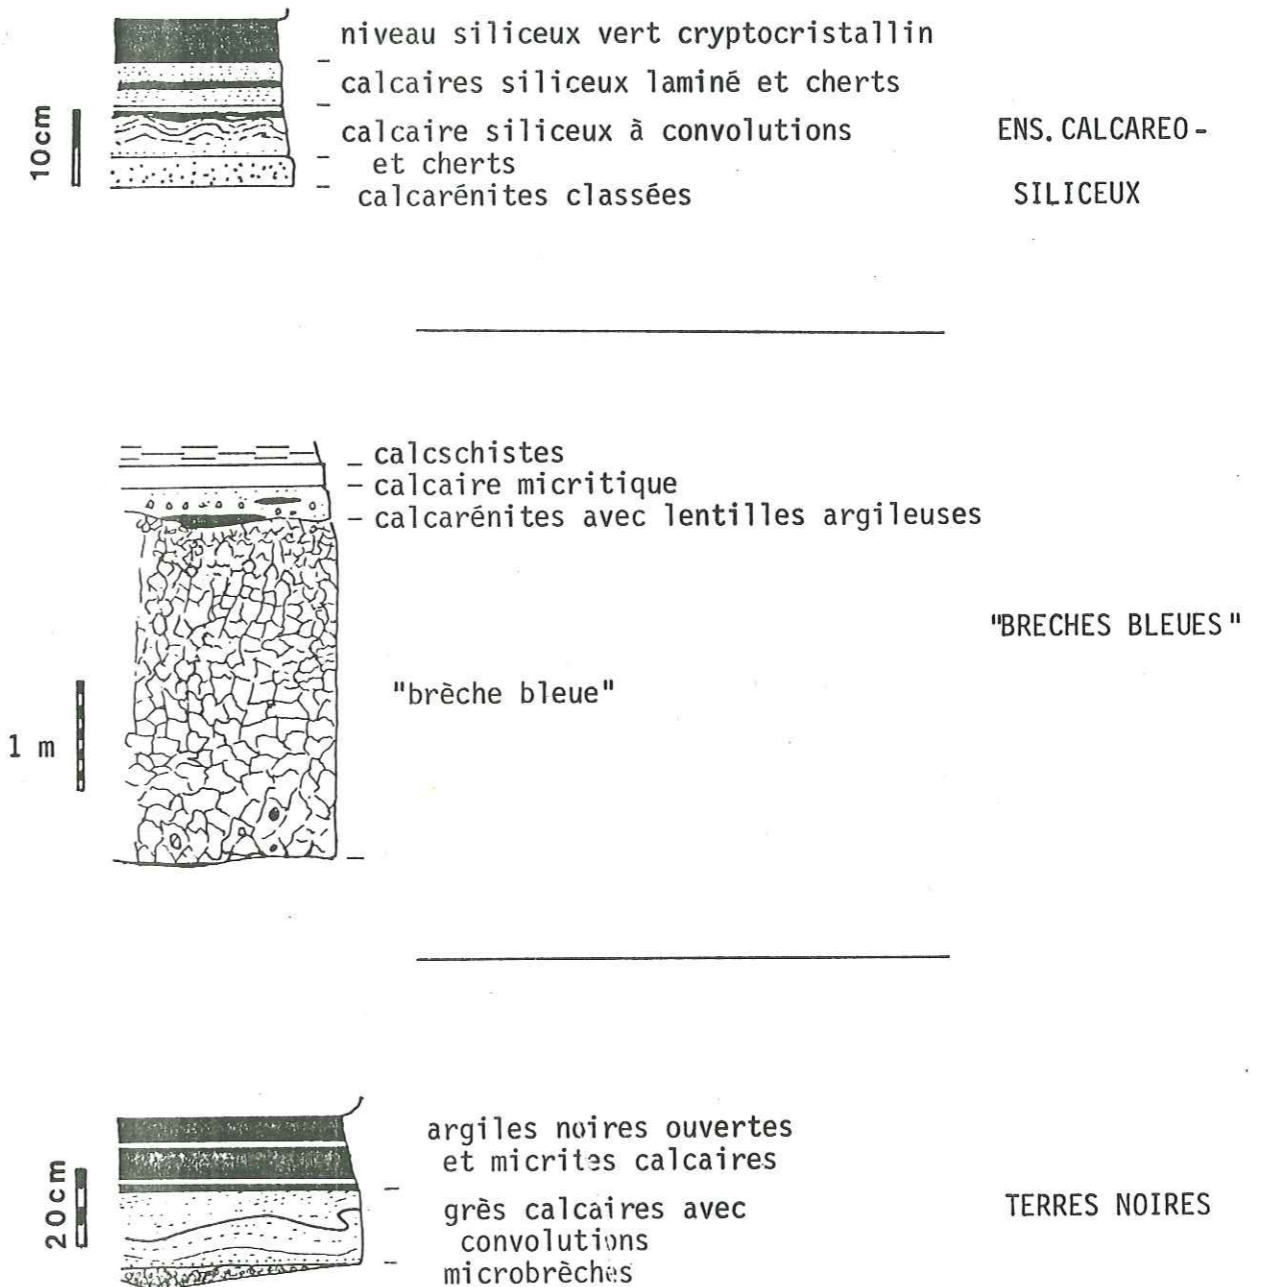 niveau siliceux vert cryptocristallin
calcaires siliceux laminé et cherts
10cm
calcaire siliceux à convolutions
et cherts
calcarénites classées
ENS. CALCAREO-
SILICEUX
calcschistes
calcaire micritique
calcarénites avec lentilles argileuses
"BRECHES BLEUES"
"brèche bleue"
1 m
argiles noires ouvertes
et micrites calcaires
20cm
grès calcaires avec
convolutions
microbrèches
TERRES NOIRES